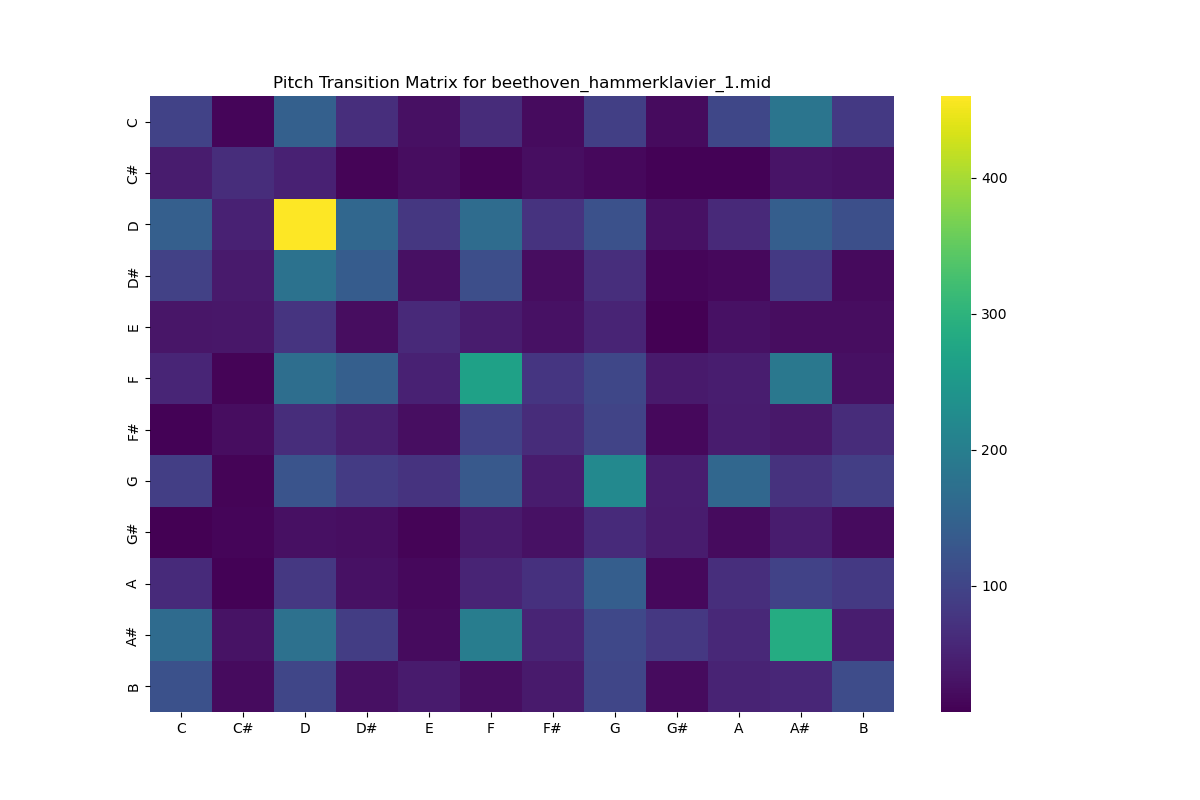 Pitch Transition Matrix for beethoven_hammerklavier_1.mid
C
C#
D
D#
E
F
F#
G
G#
A
A#
B
C C# D D# E F F# G G# A A# B
400
300
200
100